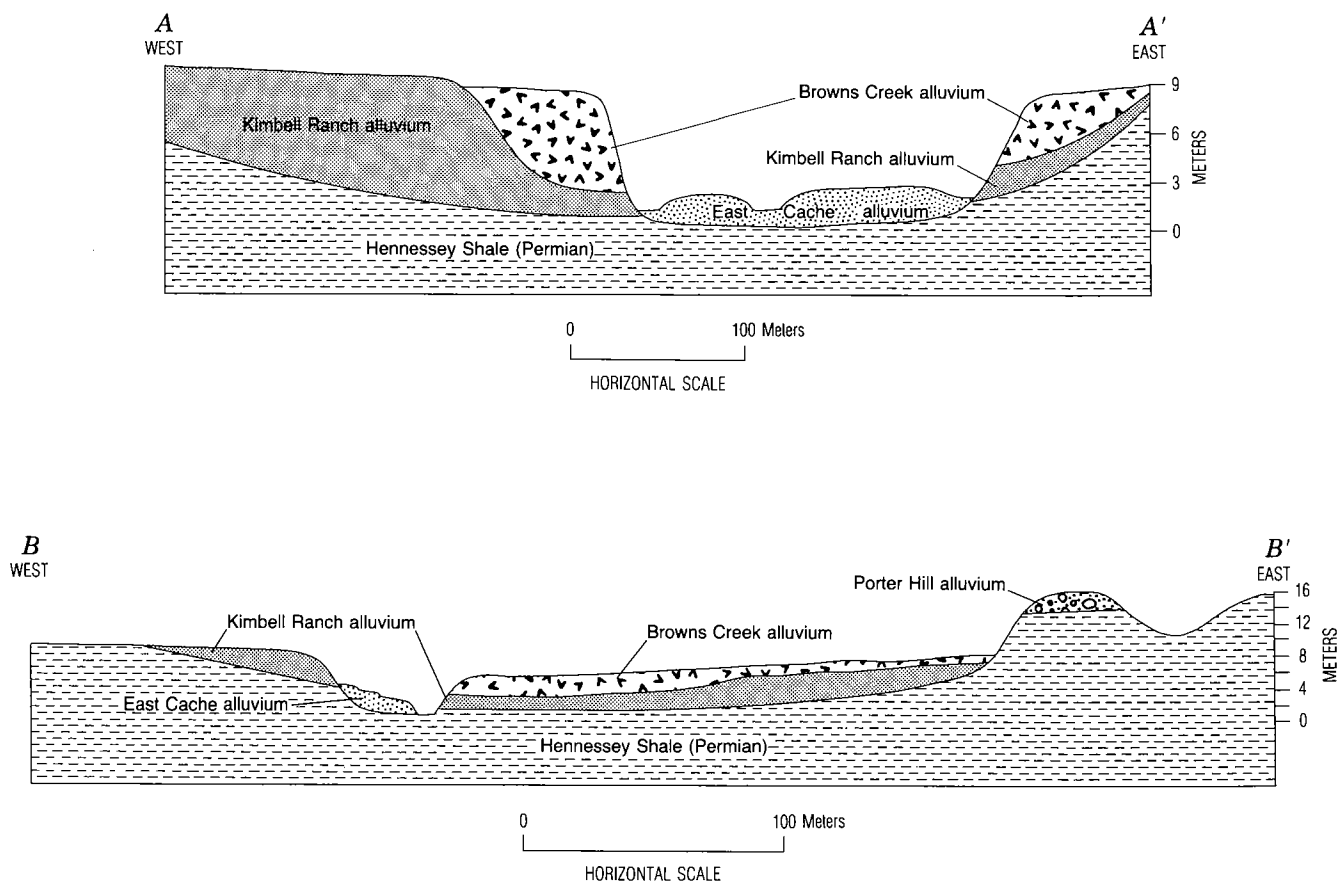 A
WEST
A′
EAST
Browns Creek alluvium
9
Kimbell Ranch alluvium
6
Kimbell Ranch alluvium
METERS
3
East Cache alluvium
0
Hennessey Shale (Permian)
0 100 Meters
HORIZONTAL SCALE
B
WEST
B′
EAST
Porter Hill alluvium
16
Kimbell Ranch alluvium
12
Browns Creek alluvium
METERS
8
East Cache alluvium
4
0
Hennessey Shale (Permian)
0 100 Meters
HORIZONTAL SCALE